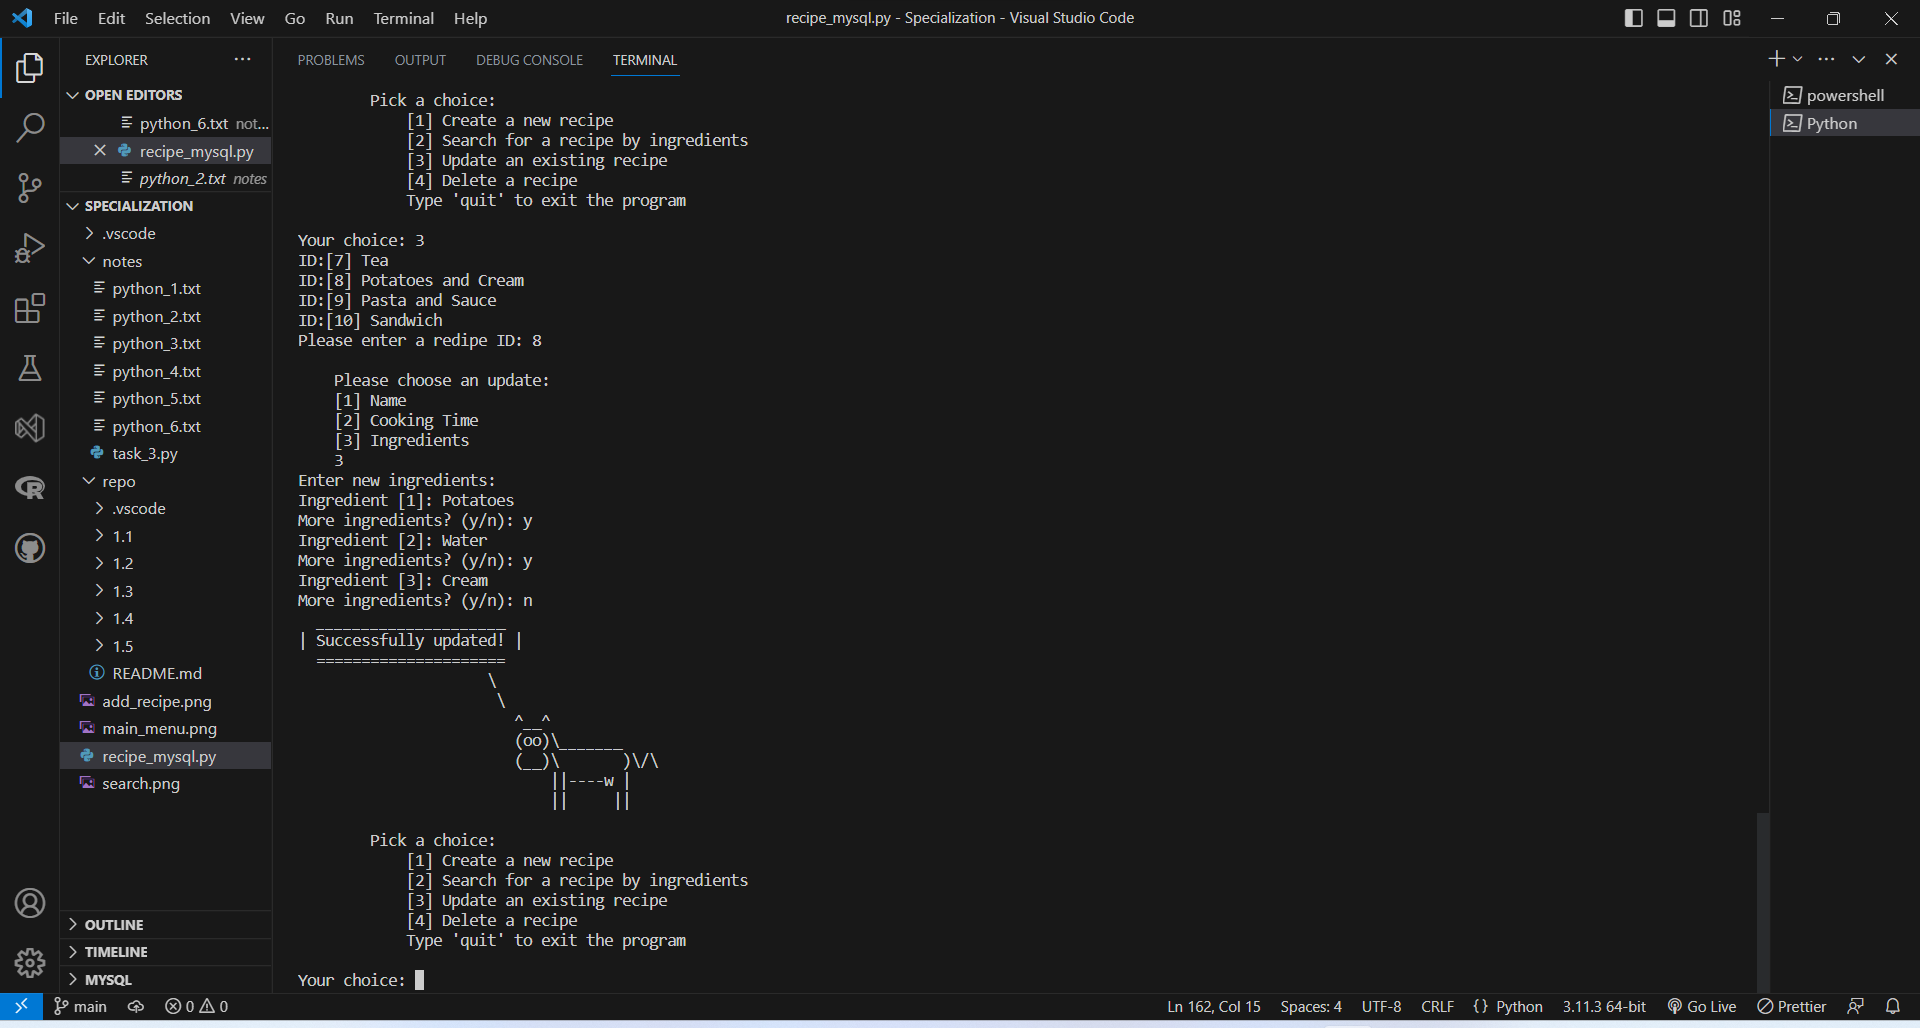 File Edit Selection View Go Run Terminal Help
recipe_mysql.py - Specialization - Visual Studio Code
EXPLORER
OPEN EDITORS
python_6.txt not...
recipe_mysql.py
python_2.txt notes
SPECIALIZATION
.vscode
notes
python_1.txt
python_2.txt
python_3.txt
python_4.txt
python_5.txt
python_6.txt
task_3.py
repo
.vscode
1.1
1.2
1.3
1.4
1.5
README.md
add_recipe.png
main_menu.png
recipe_mysql.py
search.png
OUTLINE
TIMELINE
MYSQL
PROBLEMS OUTPUT DEBUG CONSOLE TERMINAL
Pick a choice:
[1] Create a new recipe
[2] Search for a recipe by ingredients
[3] Update an existing recipe
[4] Delete a recipe
Type 'quit' to exit the program
Your choice: 3
ID:[7] Tea
ID:[8] Potatoes and Cream
ID:[9] Pasta and Sauce
ID:[10] Sandwich
Please enter a redipe ID: 8
Please choose an update:
[1] Name
[2] Cooking Time
[3] Ingredients
3
Enter new ingredients:
Ingredient [1]: Potatoes
More ingredients? (y/n): y
Ingredient [2]: Water
More ingredients? (y/n): y
Ingredient [3]: Cream
More ingredients? (y/n): n
_____________________
| Successfully updated! |
=====================
\
\
^__^
(oo)\_______
(__)\       )\/\
||----w |
||     ||
Pick a choice:
[1] Create a new recipe
[2] Search for a recipe by ingredients
[3] Update an existing recipe
[4] Delete a recipe
Type 'quit' to exit the program
Your choice:
powershell
Python
main 0 0 Ln 162, Col 15 Spaces: 4 UTF-8 CRLF {} Python 3.11.3 64-bit Go Live Prettier